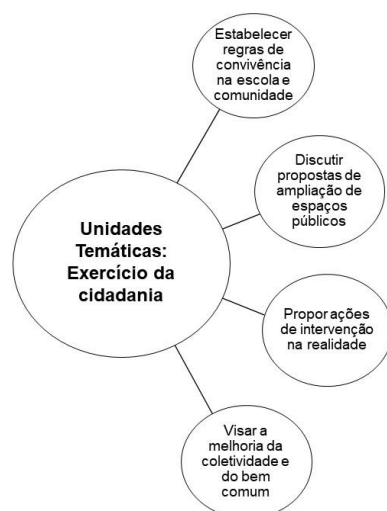 Estabelecer
regras de
convivência
na escola e
comunidade
Discutir
propostas de
ampliação de
espaços
públicos
Unidades
Temáticas:
Exercício da
cidadania
Propor ações
de intervenção
na realidade
Visar a
melhoria da
coletividade e
do bem
comum